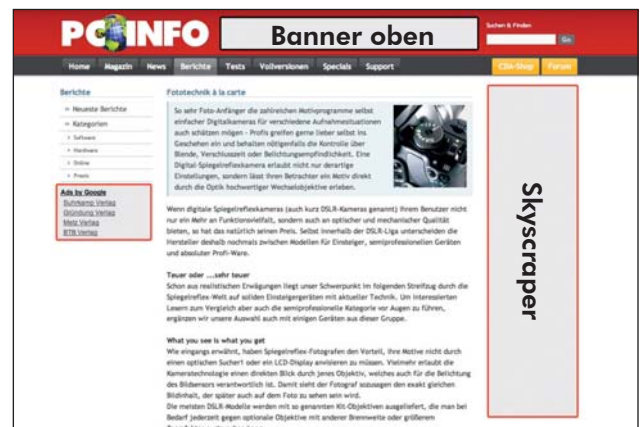 PC INFO
Banner oben
Suchen & Finden
Go
Home Magazin News Berichte Tests Vollversionen Specials Support
CDA-Shop Forum
Berichte
Neueste Berichte
Kategorien
Software
Hardware
Online
Praxis
Ads by Google
Suhrkamp Verlag
Gründung Verlag
Metz Verlag
BTB Verlag
Fototechnik á la carte
So sehr Foto-Anfänger die zahlreichen Motivprogramme selbst
einfacher Digitalkameras für verschiedene Aufnahmesituationen
auch schätzen mögen - Profis greifen gerne lieber selbst ins
Geschehen ein und behalten nötigenfalls die Kontrolle über
Blende, Verschlusszeit oder Belichtungsempfindlichkeit. Eine
Digital-Spiegelreflexkamera erlaubt nicht nur derartige
Einstellungen, sondern lässt ihren Betrachter ein Motiv direkt
durch die Optik hochwertiger Wechselobjektive erleben.
Wenn digitale Spiegelreflexkameras (auch kurz DSLR-Kameras genannt) ihrem Benutzer nicht
nur ein Mehr an Funktionsvielfalt, sondern auch an optischer und mechanischer Qualität
bieten, so hat das natürlich seinen Preis. Selbst innerhalb der DSLR-Liga unterscheiden die
Hersteller deshalb nochmals zwischen Modellen für Einsteiger, semiprofessionellen Geräten
und absoluter Profi-Ware.
Teuer oder ...sehr teuer
Schon aus realistischen Erwägungen liegt unser Schwerpunkt im folgenden Streifzug durch die
Spiegelreflex-Welt auf soliden Einsteigergeräten mit aktueller Technik. Um interessierten
Lesern zum Vergleich aber auch die semiprofessionelle Kategorie vor Augen zu führen,
ergänzen wir unsere Auswahl auch mit einigen Geräten aus dieser Gruppe.
What you see is what you get
Wie eingangs erwähnt, haben Spiegelreflex-Fotografen den Vorteil, ihre Motive nicht durch
einen optischen Sucher1 oder ein LCD-Display anvisieren zu müssen. Vielmehr erlaubt die
Kameratechnologie einen direkten Blick durch jenes Objektiv, welches auch für die Belichtung
des Bildsensors verantwortlich ist. Damit sieht der Fotograf sozusagen den exakt gleichen
Bildinhalt, der später auch auf dem Foto zu sehen sein wird.
Die meisten DSLR-Modelle werden mit so genannten Kit-Objektiven ausgeliefert, die man bei
Bedarf jederzeit gegen optionale Objektive mit anderer Brennweite oder größerem
Skyscraper